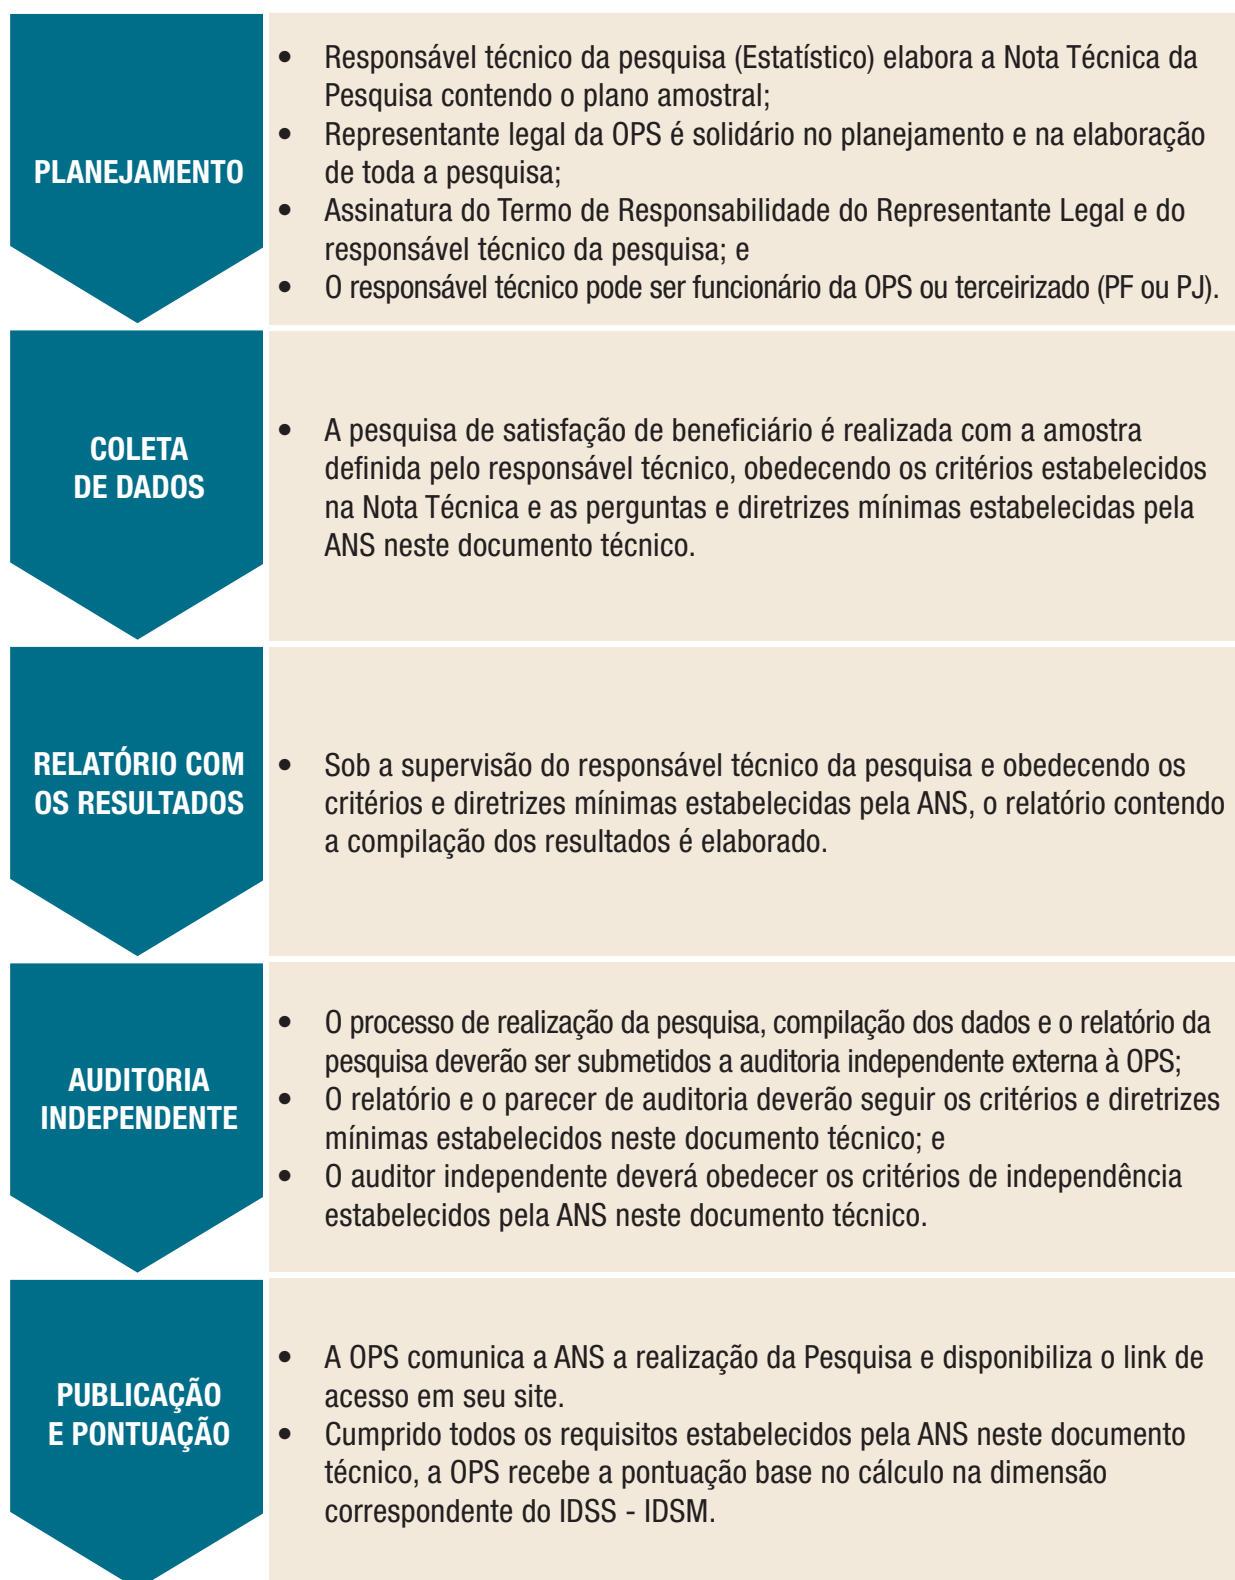 PLANEJAMENTO
• Responsável técnico da pesquisa (Estatístico) elabora a Nota Técnica da
Pesquisa contendo o plano amostral;
• Representante legal da OPS é solidário no planejamento e na elaboração
de toda a pesquisa;
• Assinatura do Termo de Responsabilidade do Representante Legal e do
responsável técnico da pesquisa; e
• O responsável técnico pode ser funcionário da OPS ou terceirizado (PF ou PJ).
COLETA
DE DADOS
• A pesquisa de satisfação de beneficiário é realizada com a amostra
definida pelo responsável técnico, obedecendo os critérios estabelecidos
na Nota Técnica e as perguntas e diretrizes mínimas estabelecidas pela
ANS neste documento técnico.
RELATÓRIO COM
OS RESULTADOS
• Sob a supervisão do responsável técnico da pesquisa e obedecendo os
critérios e diretrizes mínimas estabelecidas pela ANS, o relatório contendo
a compilação dos resultados é elaborado.
AUDITORIA
INDEPENDENTE
• O processo de realização da pesquisa, compilação dos dados e o relatório da
pesquisa deverão ser submetidos a auditoria independente externa à OPS;
• O relatório e o parecer de auditoria deverão seguir os critérios e diretrizes
mínimas estabelecidos neste documento técnico; e
• O auditor independente deverá obedecer os critérios de independência
estabelecidos pela ANS neste documento técnico.
PUBLICAÇÃO
E PONTUAÇÃO
• A OPS comunica a ANS a realização da Pesquisa e disponibiliza o link de
acesso em seu site.
• Cumprido todos os requisitos estabelecidos pela ANS neste documento
técnico, a OPS recebe a pontuação base no cálculo na dimensão
correspondente do IDSS - IDSM.